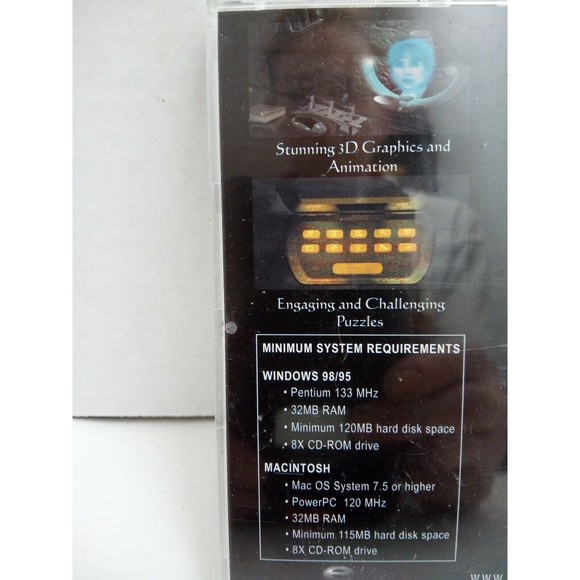 Stunning 3D Graphics and
Animation
Engaging and Challenging
Puzzles
MINIMUM SYSTEM REQUIREMENTS
WINDOWS 98/95
• Pentium 133 MHz
• 32MB RAM
• Minimum 120MB hard disk space
• 8X CD-ROM drive
MACINTOSH
• Mac OS System 7.5 or higher
• PowerPC 120 MHz
• 32MB RAM
• Minimum 115MB hard disk space
• 8X CD-ROM drive
www